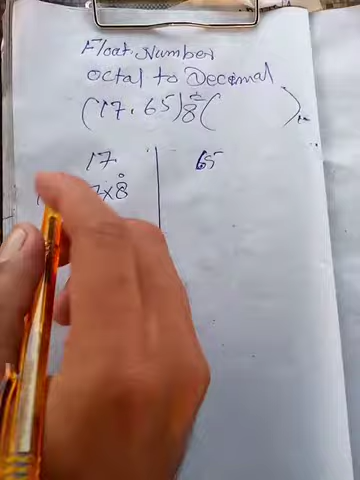 Float Number
Octal to Decimal
(17.65)8 = ( )10
17 65
7×8⁰